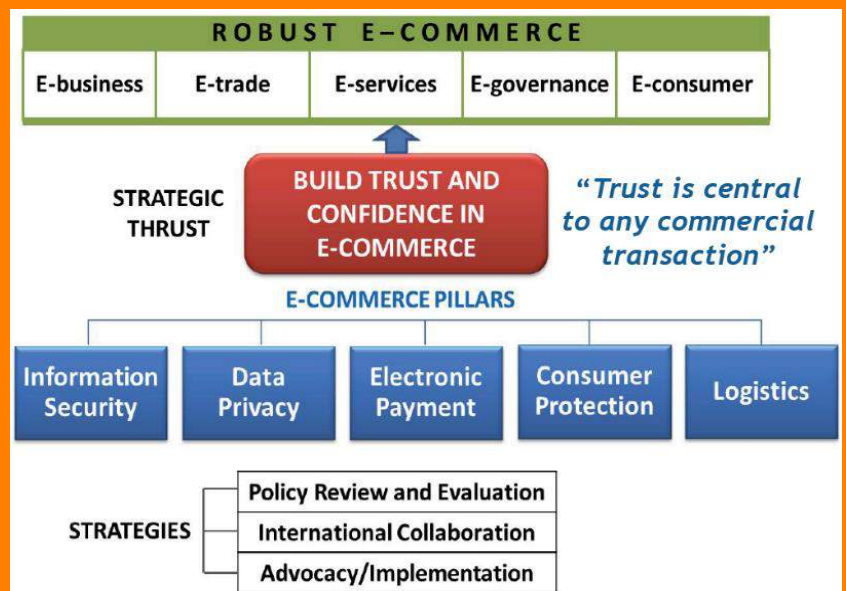 ROBUST E–COMMERCE
E-business
E-trade
E-services
E-governance
E-consumer
STRATEGIC
THRUST
BUILD TRUST AND
CONFIDENCE IN
E-COMMERCE
“Trust is central
to any commercial
transaction”
E-COMMERCE PILLARS
Information
Security
Data
Privacy
Electronic
Payment
Consumer
Protection
Logistics
STRATEGIES
Policy Review and Evaluation
International Collaboration
Advocacy/Implementation